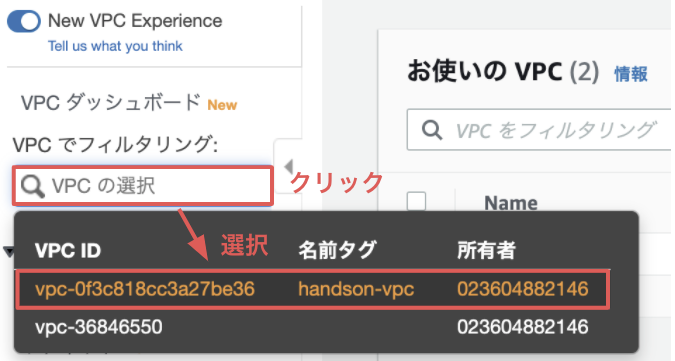 New VPC Experience
Tell us what you think
VPC ダッシュボード New
VPC でフィルタリング:
VPC の選択
クリック
選択
VPC ID 名前タグ 所有者
vpc-0f3c818cc3a27be36 handson-vpc 023604882146
vpc-36846550 023604882146
お使いの VPC (2) 情報
VPC をフィルタリング
Name